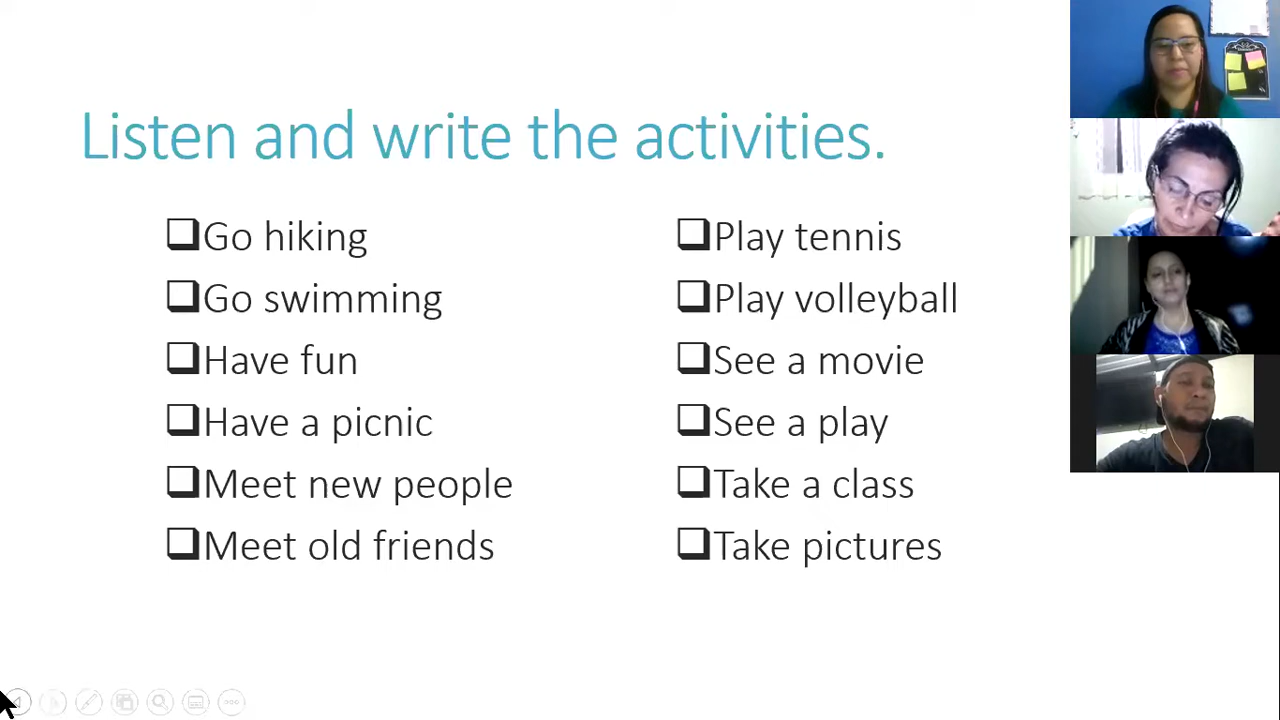 Listen and write the activities.
Go hiking
Go swimming
Have fun
Have a picnic
Meet new people
Meet old friends
Play tennis
Play volleyball
See a movie
See a play
Take a class
Take pictures